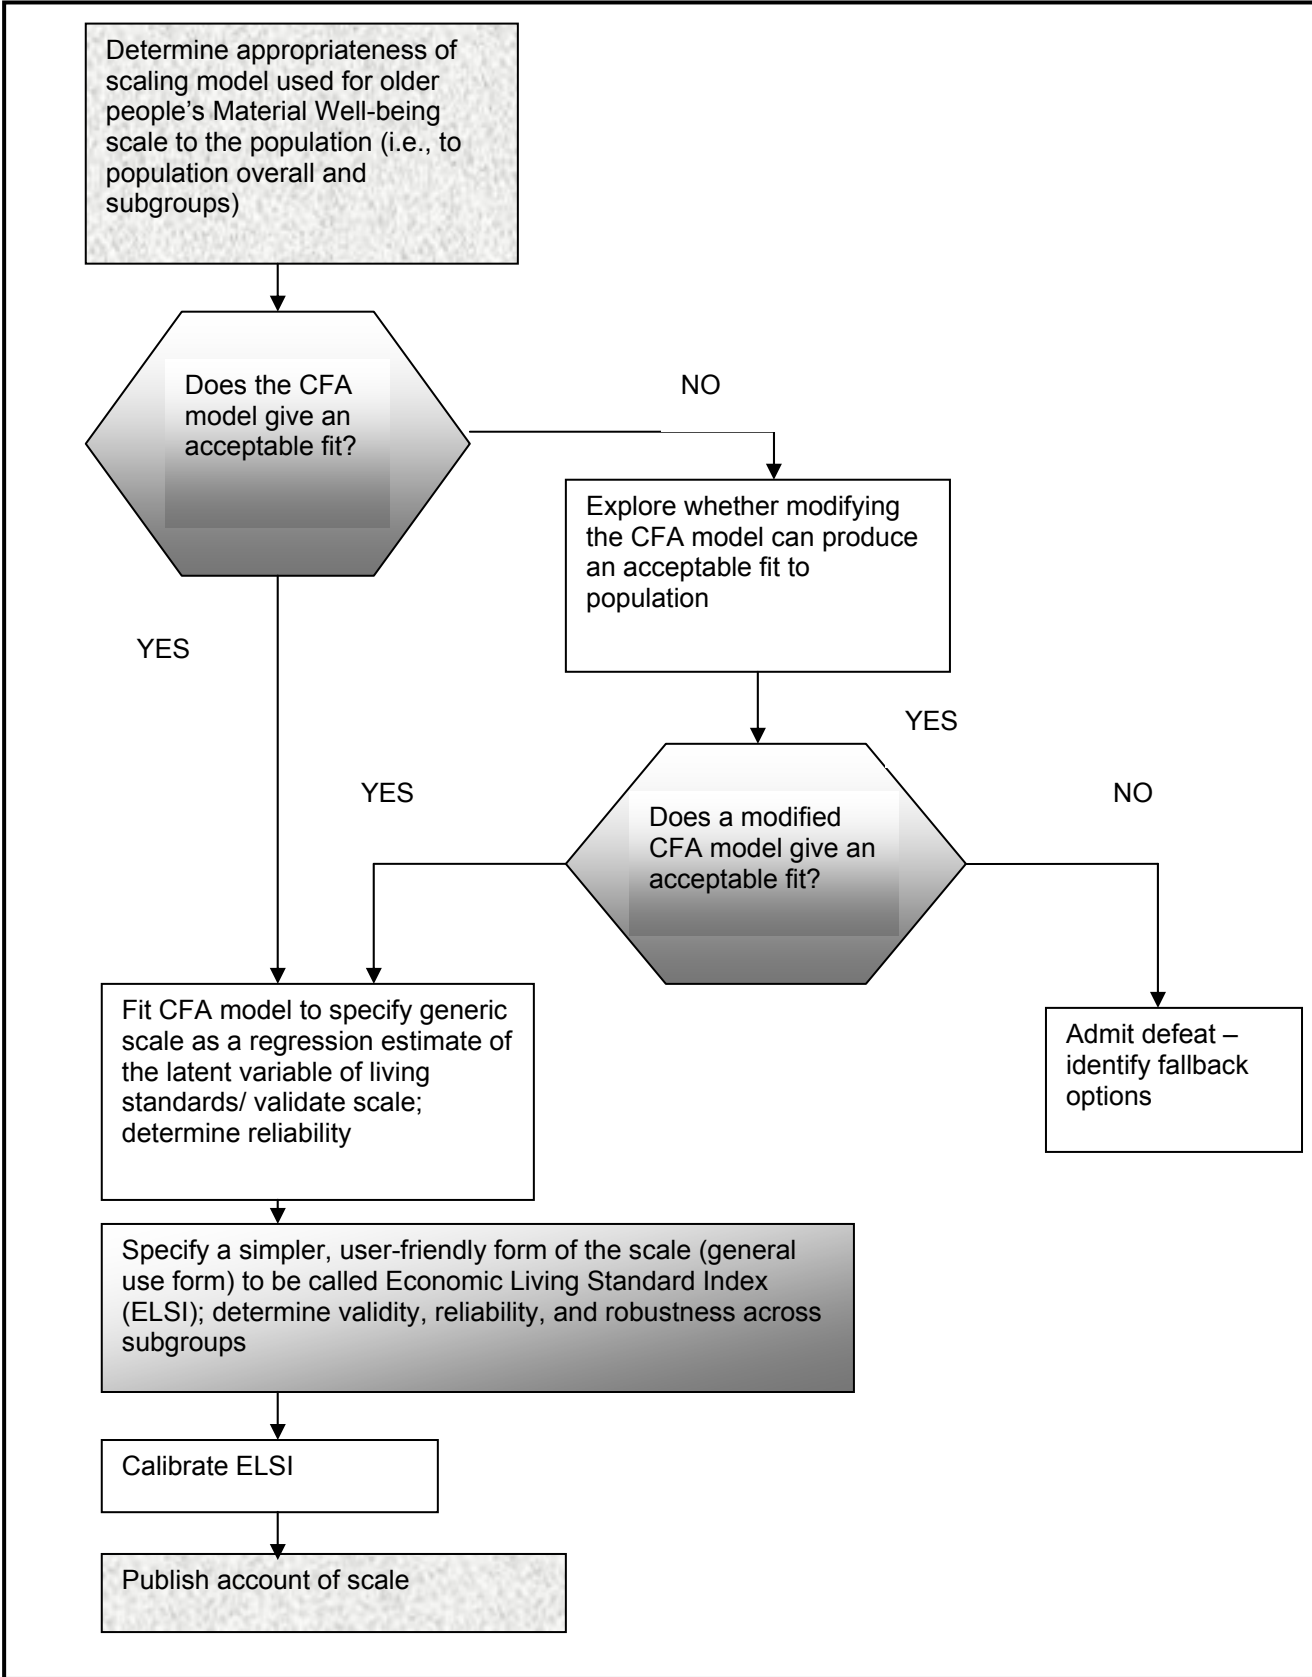 Determine appropriateness of
scaling model used for older
people’s Material Well-being
scale to the population (i.e., to
population overall and
subgroups)
Does the CFA
model give an
acceptable fit?
NO
Explore whether modifying
the CFA model can produce
an acceptable fit to
population
YES
YES
YES
Does a modified
CFA model give an
acceptable fit?
NO
Fit CFA model to specify generic
scale as a regression estimate of
the latent variable of living
standards/ validate scale;
determine reliability
Admit defeat –
identify fallback
options
Specify a simpler, user-friendly form of the scale (general
use form) to be called Economic Living Standard Index
(ELSI); determine validity, reliability, and robustness across
subgroups
Calibrate ELSI
Publish account of scale